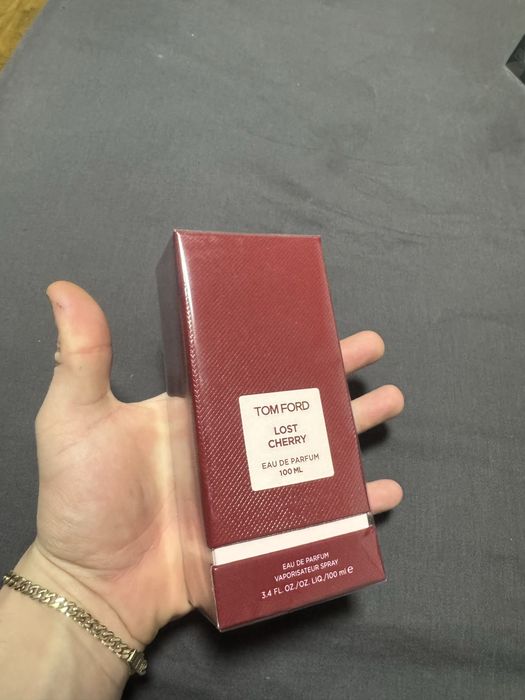 TOM FORD
LOST
CHERRY
EAU DE PARFUM
100 ML
EAU DE PARFUM
VAPORISATEUR SPRAY
3.4 FL. OZ./OZ. LIQ./100 ml ℮